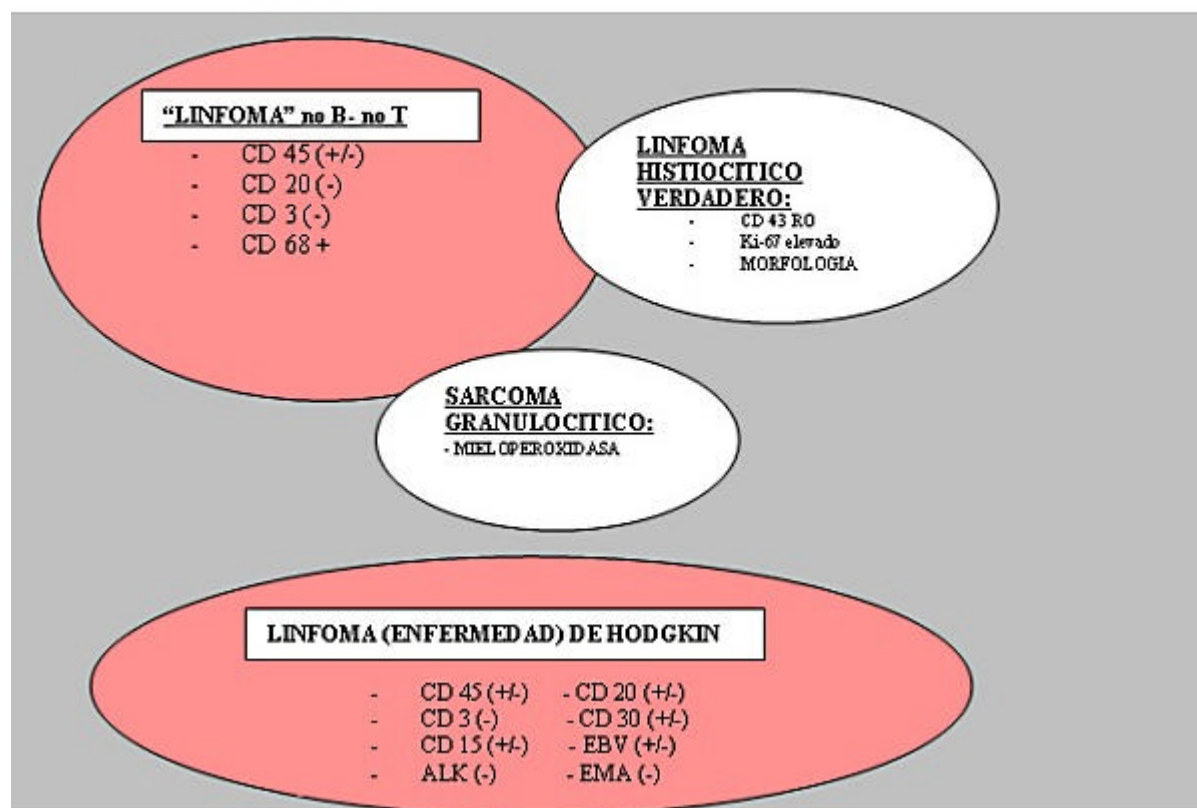 “LINFOMA” no B- no T
- CD 45 (+/-)
- CD 20 (-)
- CD 3 (-)
- CD 68 +
LINFOMA
HISTIOCITICO
VERDADERO:
- CD 43 RO
- Ki-67 elevado
- MORFOLOGIA
SARCOMA
GRANULOCITICO:
- MIELOPEROXIDASA
LINFOMA (ENFERMEDAD) DE HODGKIN
- CD 45 (+/-) - CD 20 (+/-)
- CD 3 (-) - CD 30 (+/-)
- CD 15 (+/-) - EBV (+/-)
- ALK (-) - EMA (-)